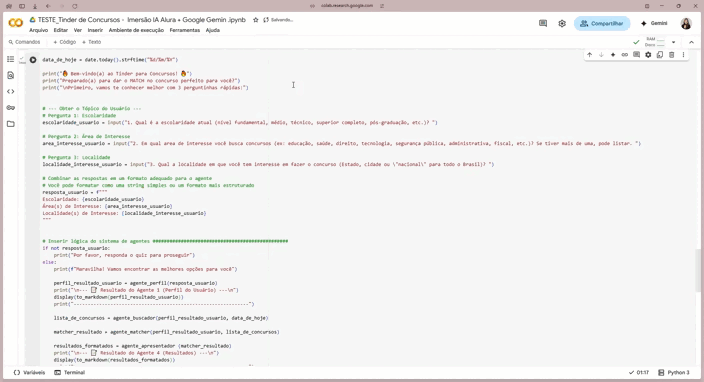 colab.research.google.com
TESTE_Tinder de Concursos - Imersão IA Alura + Google Gemin .ipynb
Salvando...
Arquivo Editar Ver Inserir Ambiente de execução Ferramentas Ajuda
Compartilhar
Gemini
Comandos + Código + Texto
RAM
Disco
data_de_hoje = date.today().strftime("%d/%m/%Y")
print("🔥 Bem-vindo(a) ao Tinder para Concursos! 🔥")
print("Preparado(a) para dar o MATCH no concurso perfeito para você?")
print("\nPrimeiro, vamos te conhecer melhor com 3 perguntinhas rápidas:")
# --- Obter o Tópico do Usuário ---
# Pergunta 1: Escolaridade
escolaridade_usuario = input("1. Qual é a escolaridade atual (nível fundamental, médio, técnico, superior completo, pós-graduação, etc.)? ")
# Pergunta 2: Área de Interesse
area_interesse_usuario = input("2. Em qual area de interesse você busca concursos (ex: educação, saúde, direito, tecnologia, segurança pública, administrativa, fiscal, etc.)? Se tiver mais de uma, pode listar. ")
# Pergunta 3: Localidade
localidade_interesse_usuario = input("3. Qual a localidade em que você tem interesse em fazer o concurso (Estado, cidade ou \"nacional\" para todo o Brasil)? ")
# Combinar as respostas em um formato adequado para o agente
# Você pode formatar como uma string simples ou um formato mais estruturado
resposta_usuario = f"""
Escolaridade: {escolaridade_usuario}
Área(s) de Interesse: {area_interesse_usuario}
Localidade(s) de Interesse: {localidade_interesse_usuario}
"""
# Inserir lógica do sistema de agentes ################################################
if not resposta_usuario:
print("Por favor, responda o quiz para proseguir")
else:
print(f"Maravilha! Vamos encontrar as melhores opções para você")
perfil_resultado_usuario = agente_perfil(resposta_usuario)
print("\n--- 📝 Resultado do Agente 1 (Perfil do Usuário) ---\n")
display(to_markdown(perfil_resultado_usuario))
print("--------------------------------------------------------------")
lista_de_concursos = agente_buscador(perfil_resultado_usuario, data_de_hoje)
matcher_resultado = agente_matcher(perfil_resultado_usuario, lista_de_concursos)
resultados_formatados = agente_apresentador (matcher_resultado)
print("\n--- 📝 Resultado do Agente 4 (Resultados) ---\n")
display(to_markdown(resultados_formatados))
Variáveis Terminal
01:17 Python 3